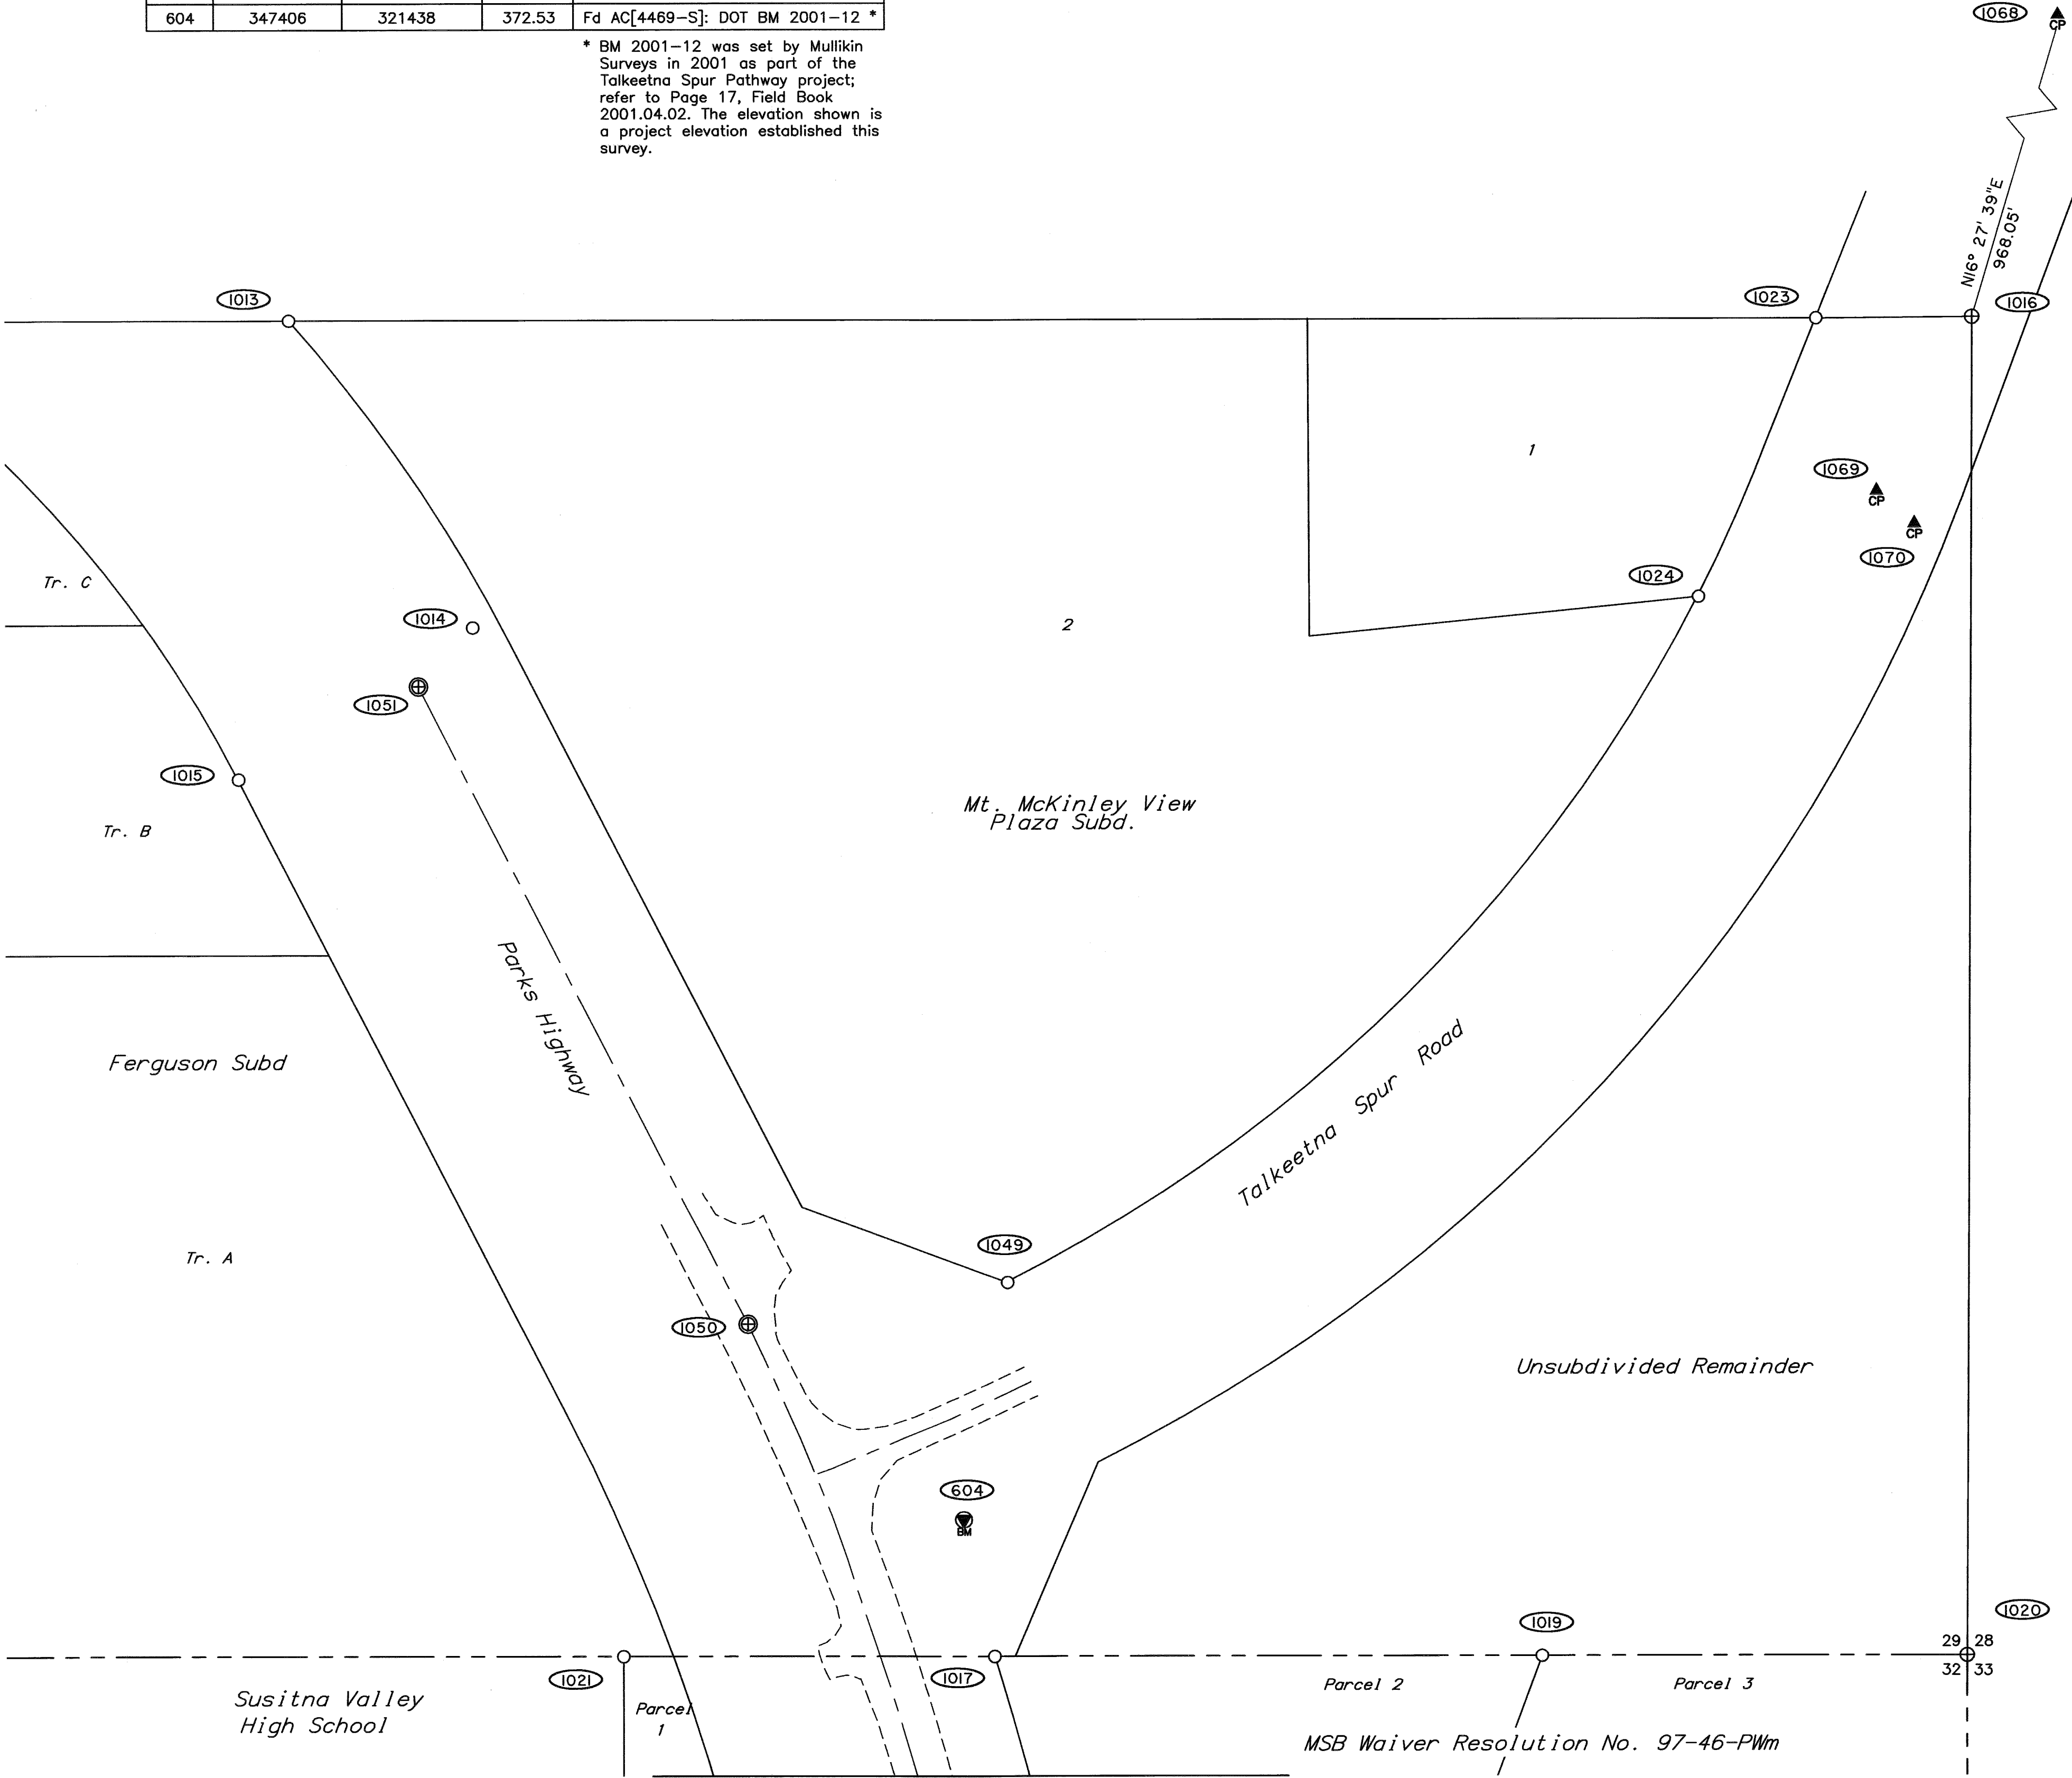 604 347406 321438 372.53 Fd AC[4469-S]: DOT BM 2001-12 *
* BM 2001-12 was set by Mullikin
Surveys in 2001 as part of the
Talkeetna Spur Pathway project;
refer to Page 17, Field Book
2001.04.02. The elevation shown is
a project elevation established this
survey.
1068
CP
N16° 27' 39"E
968.05'
1013
1023
1016
1
1069
CP
CP
1070
Tr. C
1024
1014
2
1051
1015
Mt. McKinley View
Plaza Subd.
Tr. B
Parks Highway
Ferguson Subd
Talkeetna Spur Road
Tr. A
1049
1050
Unsubdivided Remainder
604
BM
1020
1019
29 28
32 33
1021
1017
Parcel 2
Parcel 3
Susitna Valley
High School
Parcel
1
MSB Waiver Resolution No. 97-46-PWm